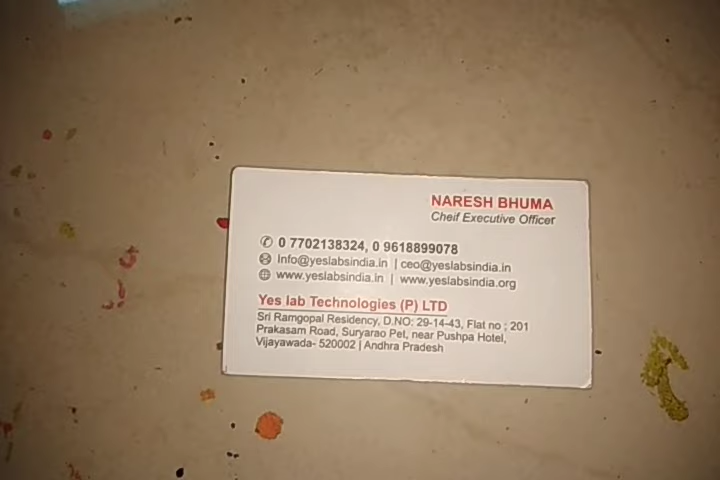 NARESH BHUMA
Cheif Executive Officer
0 7702138324, 0 9618899078
Info@yeslabsindia.in | ceo@yeslabsindia.in
www.yeslabsindia.in | www.yeslabsindia.org
Yes lab Technologies (P) LTD
Sri Ramgopal Residency, D.NO: 29-14-43, Flat no ; 201
Prakasam Road, Suryarao Pet, near Pushpa Hotel,
Vijayawada- 520002 | Andhra Pradesh